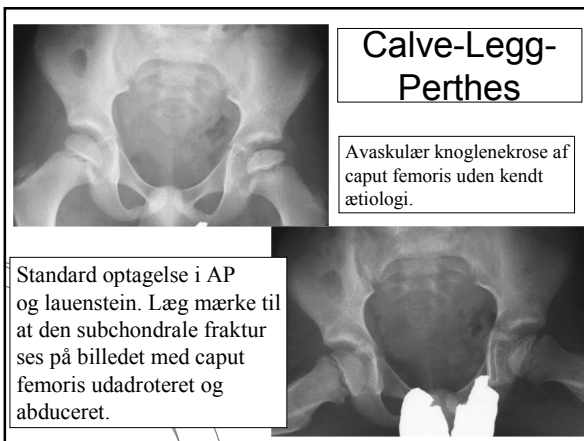 Calve-Legg-
Perthes
Avaskulær knoglenekrose af
caput femoris uden kendt
ætiologi.
Standard optagelse i AP
og lauenstein. Læg mærke til
at den subchondrale fraktur
ses på billedet med caput
femoris udadroteret og
abduceret.